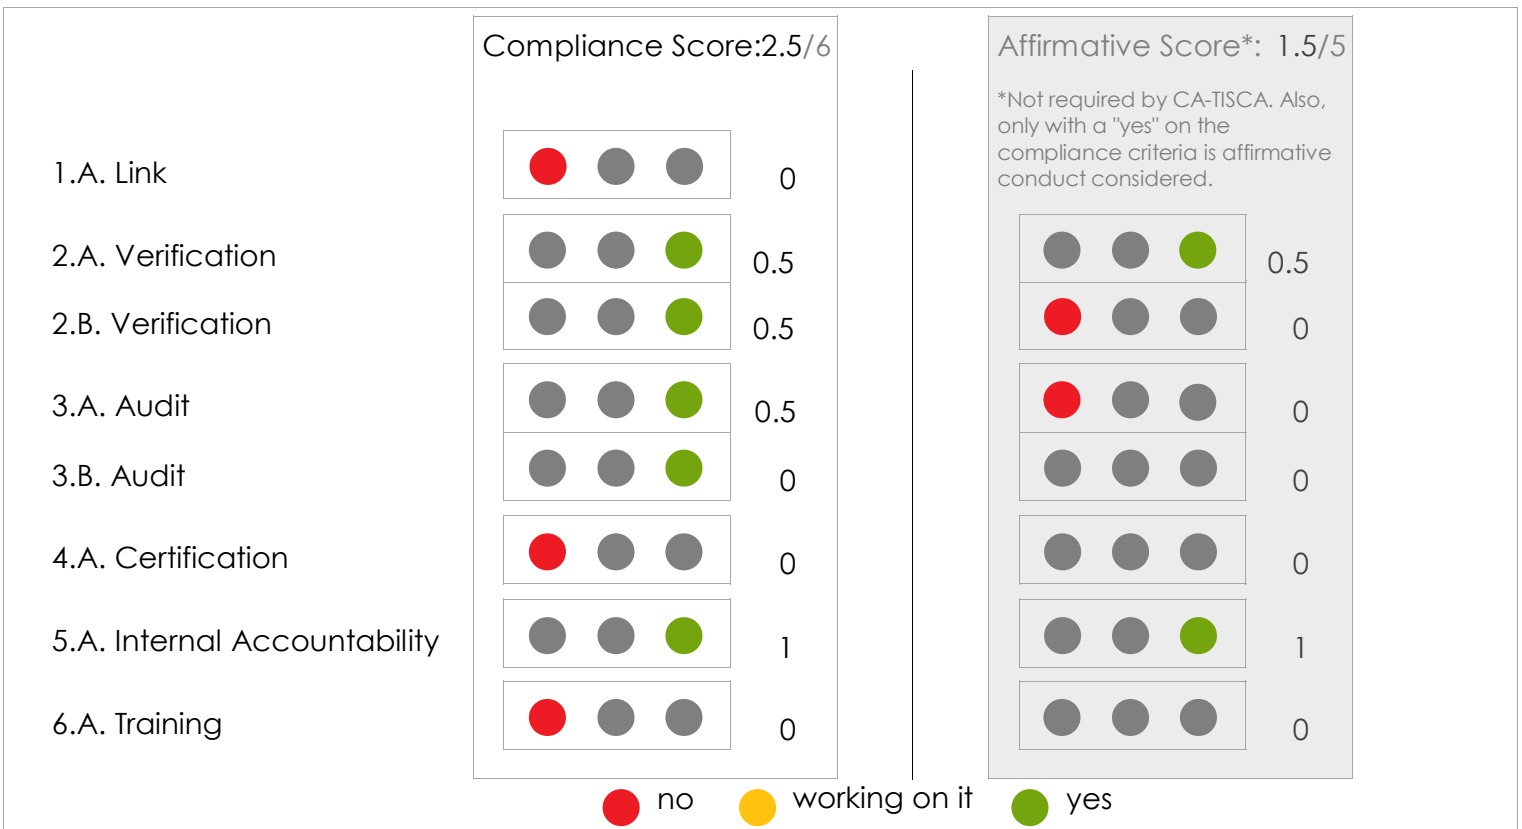 Compliance Score:2.5/6
Affirmative Score*: 1.5/5
*Not required by CA-TISCA. Also,
only with a "yes" on the
compliance criteria is affirmative
conduct considered.
1.A. Link 0
2.A. Verification 0.5 0.5
2.B. Verification 0.5 0
3.A. Audit 0.5 0
3.B. Audit 0 0
4.A. Certification 0 0
5.A. Internal Accountability 1 1
6.A. Training 0 0
no working on it yes